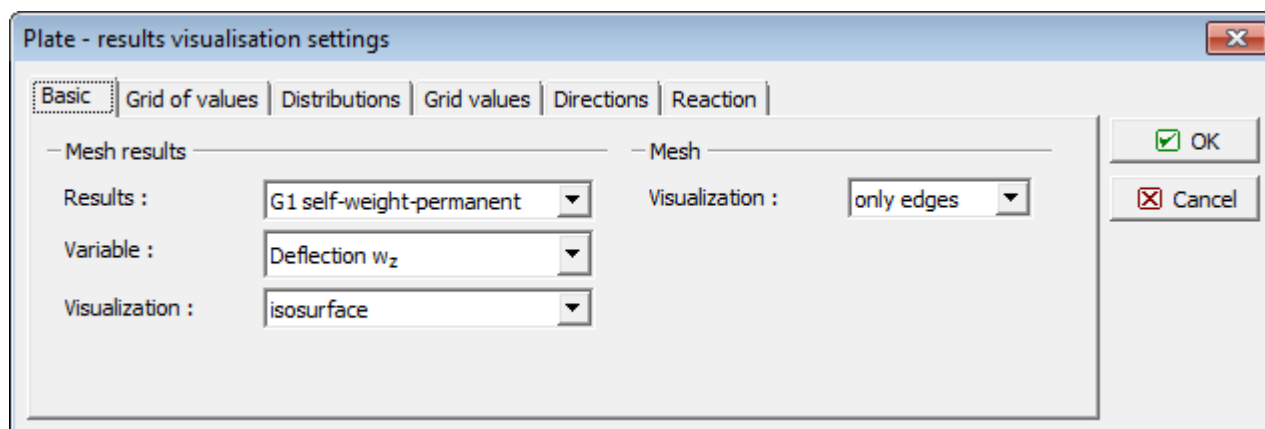 Plate - results visualisation settings
Basic Grid of values Distributions Grid values Directions Reaction
Mesh results
Results : G1 self-weight-permanent
Variable : Deflection wz
Visualization : isosurface
Mesh
Visualization : only edges
OK
Cancel